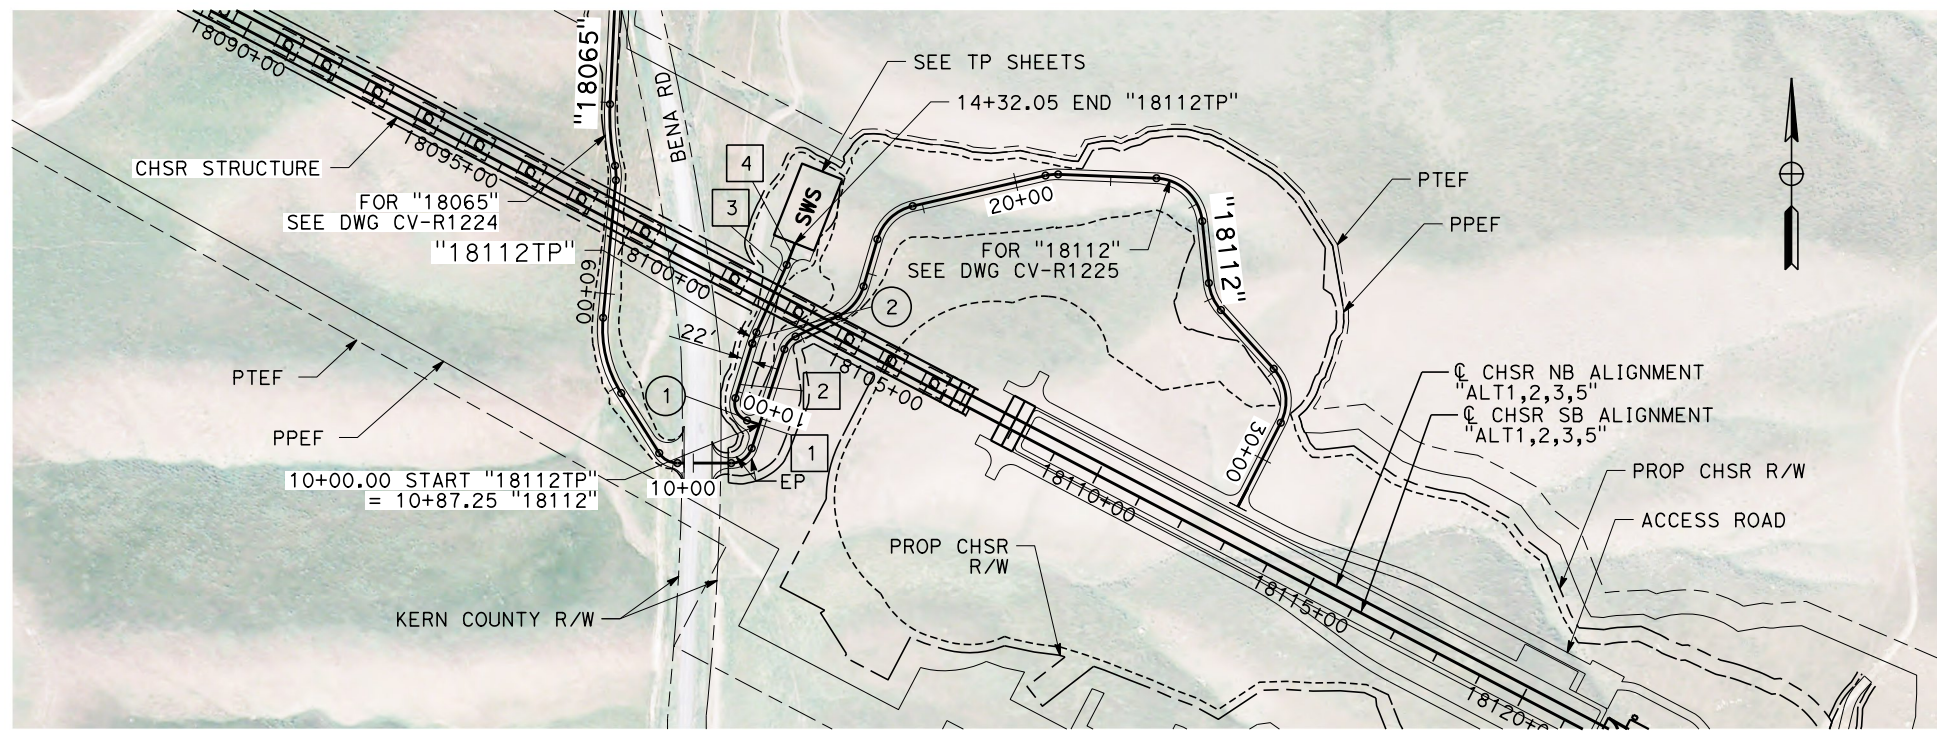 18090+00
"18065"
BENA RD
SEE TP SHEETS
14+32.05 END "18112TP"
18095+00
CHSR STRUCTURE
4
3
SWS
FOR "18065"
SEE DWG CV-R1224
"18112TP"
20+00
"18112"
PTEF
PPEF
FOR "18112"
SEE DWG CV-R1225
18100+00
60+00
2
22'
18105+00
PTEF
1
2
10+00
PPEF
1
℄ CHSR NB ALIGNMENT
"ALT1,2,3,5"
℄ CHSR SB ALIGNMENT
"ALT1,2,3,5"
30+00
10+00.00 START "18112TP"
= 10+87.25 "18112"
10+00
EP
18110+00
PROP CHSR R/W
ACCESS ROAD
PROP CHSR
R/W
18115+00
KERN COUNTY R/W
18120+0